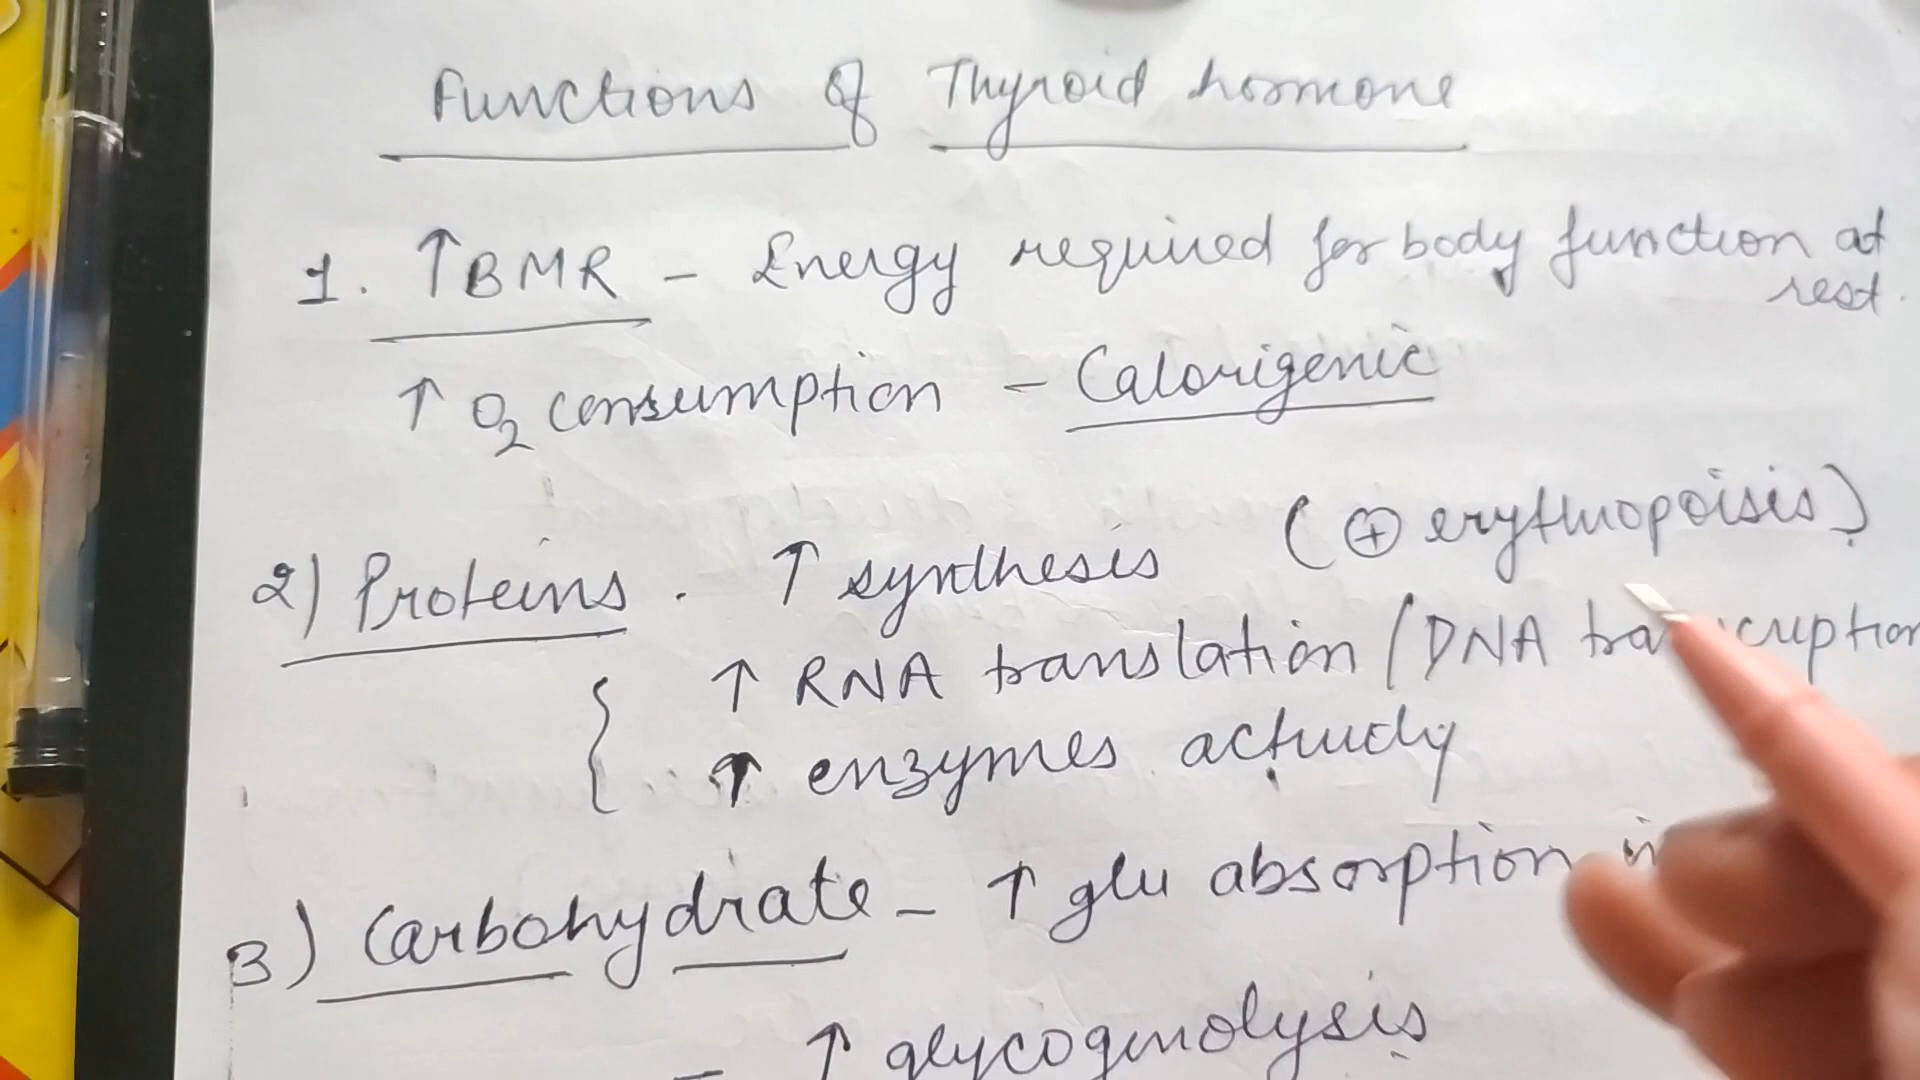 Functions of Thyroid hormone
1. ↑ BMR - Energy required for body function at
rest.
↑ O2 consumption - Calorigenic
(⊕ erythropoisis)
2) Proteins. ↑ synthesis
{ ↑ RNA translation / DNA
↑ enzymes activity
3) Carbohydrate - ↑ glu absorption
- ↑ glycogenolysis